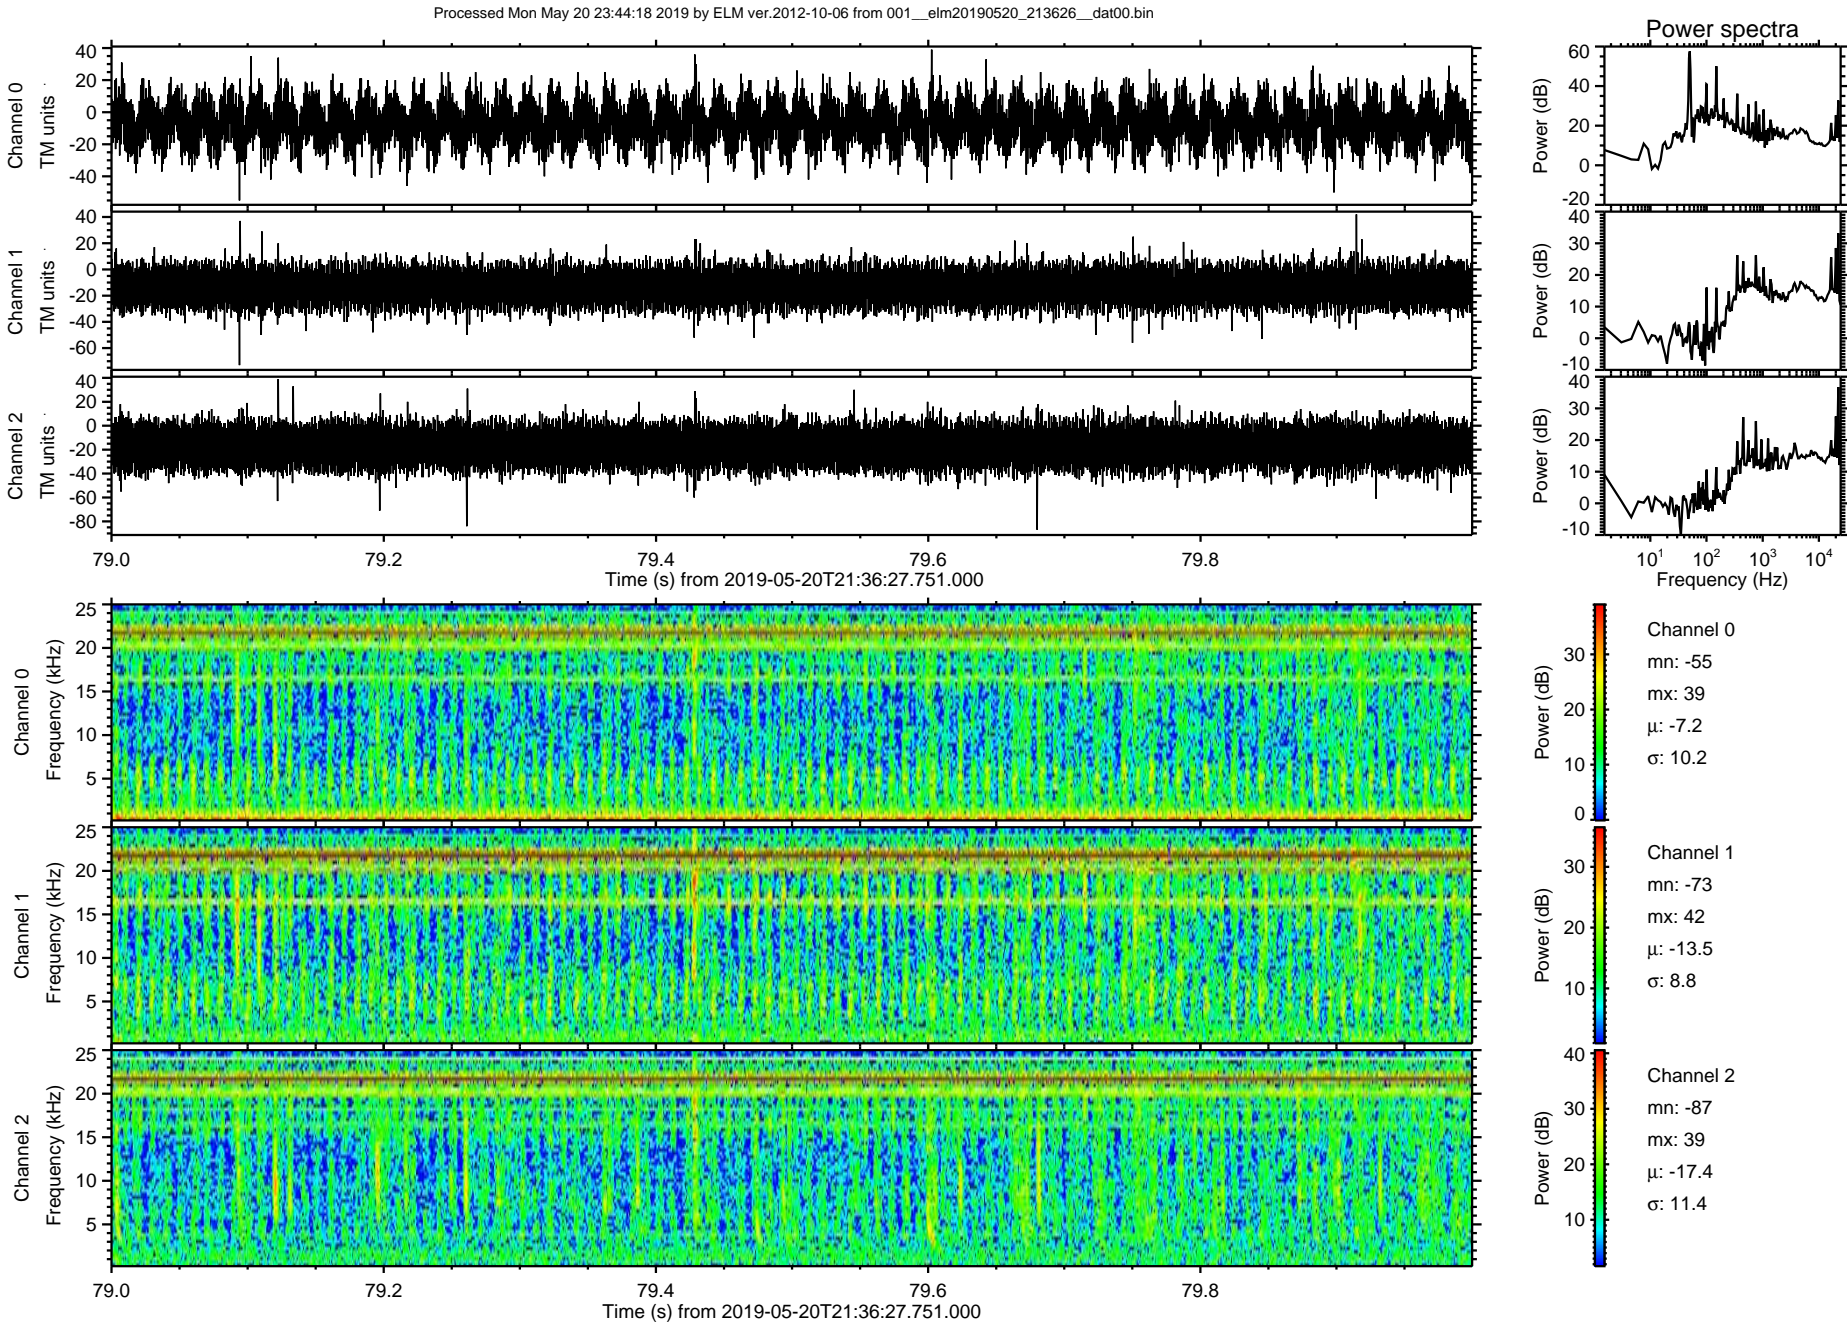 Processed Mon May 20 23:44:18 2019 by ELM ver.2012-10-06 from 001__elm20190520_213626__dat00.bin
Power spectra
Channel 0
TM units
40
20
0
-20
-40
Power (dB)
60
40
20
0
-20
Channel 1
TM units
40
20
0
-20
-40
-60
Power (dB)
40
30
20
10
0
-10
Channel 2
TM units
40
20
0
-20
-40
-60
-80
Power (dB)
40
30
20
10
0
-10
79.0 79.2 79.4 79.6 79.8
Time (s) from 2019-05-20T21:36:27.751.000
10^1 10^2 10^3 10^4
Frequency (Hz)
Channel 0
Frequency (kHz)
25
20
15
10
5
Power (dB)
30
20
10
0
Channel 0
mn: -55
mx: 39
μ: -7.2
σ: 10.2
Channel 1
Frequency (kHz)
25
20
15
10
5
Power (dB)
30
20
10
Channel 1
mn: -73
mx: 42
μ: -13.5
σ: 8.8
Channel 2
Frequency (kHz)
25
20
15
10
5
Power (dB)
40
30
20
10
Channel 2
mn: -87
mx: 39
μ: -17.4
σ: 11.4
79.0 79.2 79.4 79.6 79.8
Time (s) from 2019-05-20T21:36:27.751.000